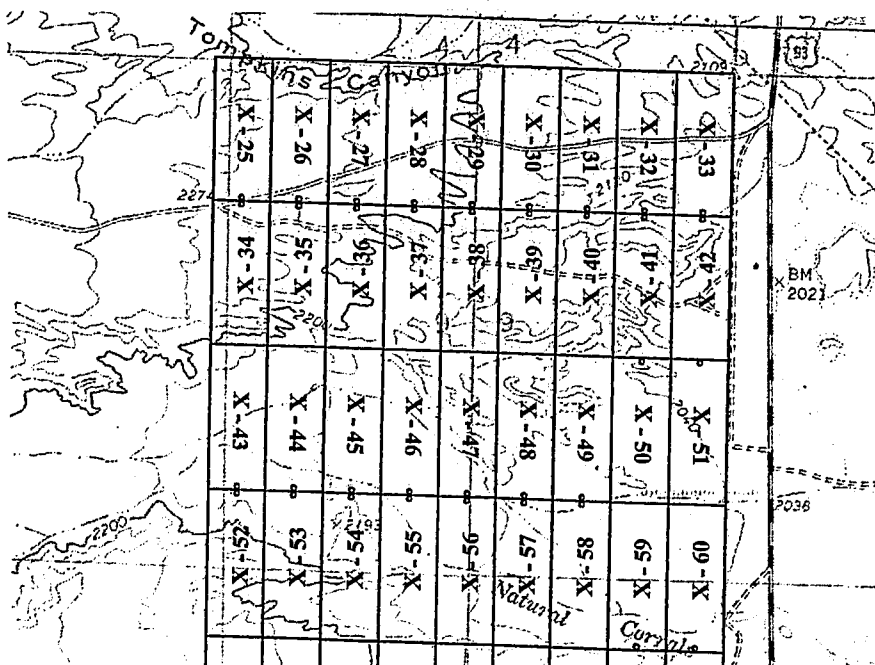 Tompkins Canyon
4
93
2109
X-25 X-26 X-27 X-28 X-29 X-30 X-31 X-32 X-33
2274
X-34 X-35 X-36 X-37 X-38 X-39 X-40 X-41 X-42
BM
2021
2200
3
X-43 X-44 X-45 X-46 X-47 X-48 X-49 X-50 X-51
2036
2200
2193
X-52 X-53 X-54 X-55 X-56 X-57 X-58 X-59 X-60
Natural Corrals